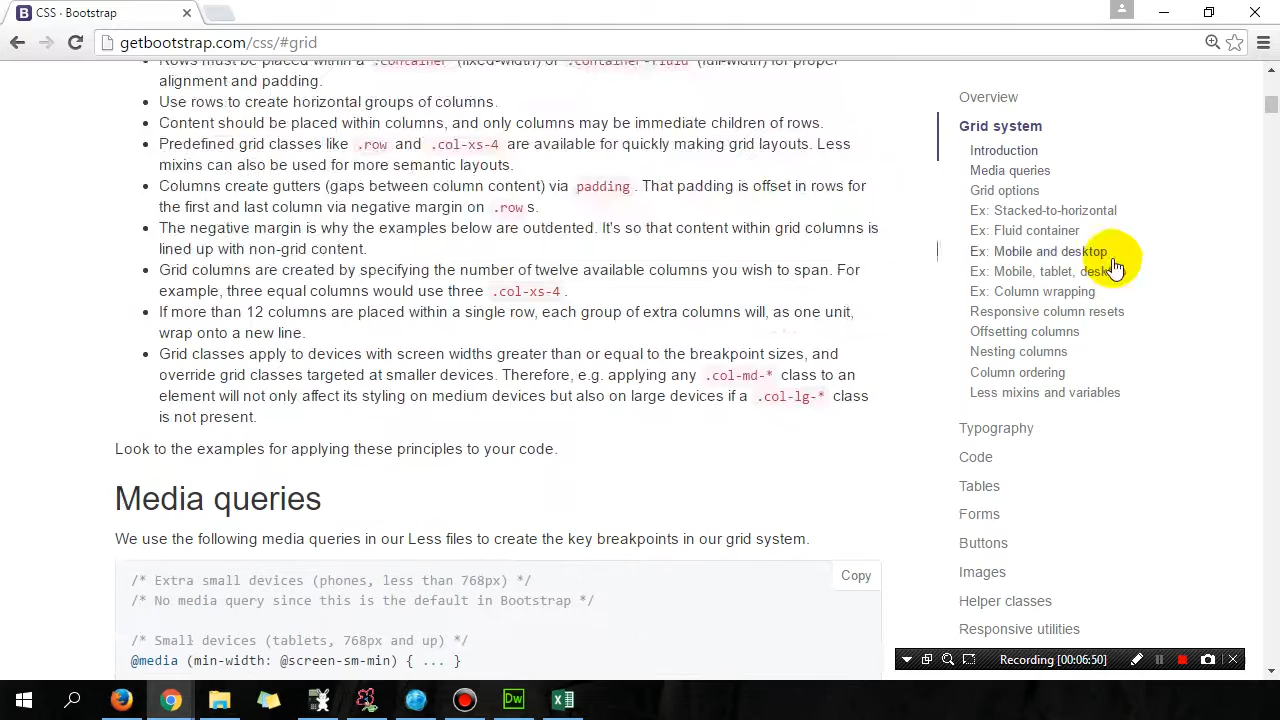 CSS · Bootstrap
getbootstrap.com/css/#grid
Rows must be placed within a .container (fixed-width) or .container-fluid (full-width) for proper
alignment and padding.
Use rows to create horizontal groups of columns.
Content should be placed within columns, and only columns may be immediate children of rows.
Predefined grid classes like .row and .col-xs-4 are available for quickly making grid layouts. Less
mixins can also be used for more semantic layouts.
Columns create gutters (gaps between column content) via padding. That padding is offset in rows for
the first and last column via negative margin on .rows.
The negative margin is why the examples below are outdented. It's so that content within grid columns is
lined up with non-grid content.
Grid columns are created by specifying the number of twelve available columns you wish to span. For
example, three equal columns would use three .col-xs-4.
If more than 12 columns are placed within a single row, each group of extra columns will, as one unit,
wrap onto a new line.
Grid classes apply to devices with screen widths greater than or equal to the breakpoint sizes, and
override grid classes targeted at smaller devices. Therefore, e.g. applying any .col-md-* class to an
element will not only affect its styling on medium devices but also on large devices if a .col-lg-* class
is not present.
Look to the examples for applying these principles to your code.
Media queries
We use the following media queries in our Less files to create the key breakpoints in our grid system.
Copy
/* Extra small devices (phones, less than 768px) */
/* No media query since this is the default in Bootstrap */
/* Small devices (tablets, 768px and up) */
@media (min-width: @screen-sm-min) { ... }
Overview
Grid system
Introduction
Media queries
Grid options
Ex: Stacked-to-horizontal
Ex: Fluid container
Ex: Mobile and desktop
Ex: Mobile, tablet, desk
Ex: Column wrapping
Responsive column resets
Offsetting columns
Nesting columns
Column ordering
Less mixins and variables
Typography
Code
Tables
Forms
Buttons
Images
Helper classes
Responsive utilities
Recording [00:06:50]
Dw